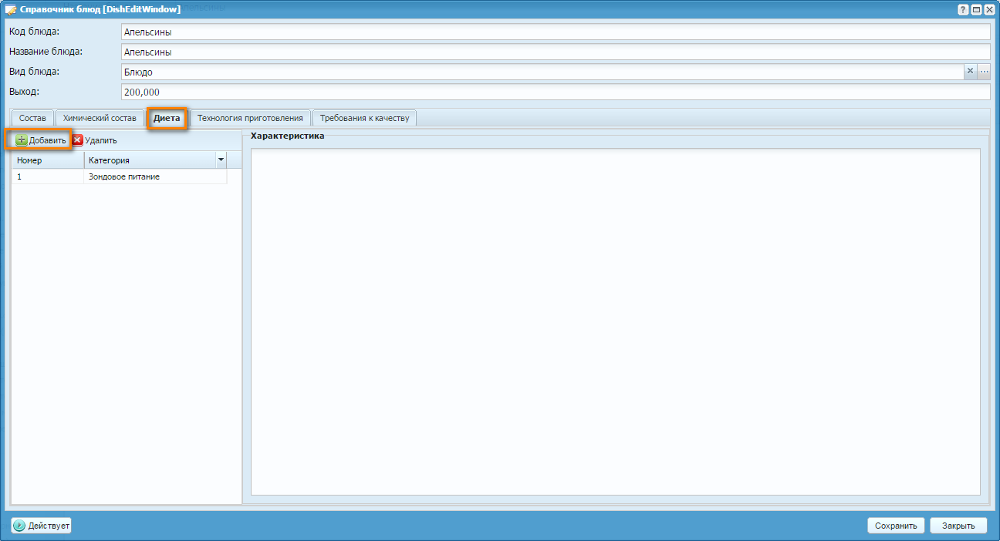 Справочник блюд [DishEditWindow]
Код блюда: Апельсины
Название блюда: Апельсины
Вид блюда: Блюдо
Выход: 200,000
Состав Химический состав Диета Технология приготовления Требования к качеству
Добавить Удалить
Характеристика
Номер Категория
1 Зондовое питание
Действует Сохранить Закрыть